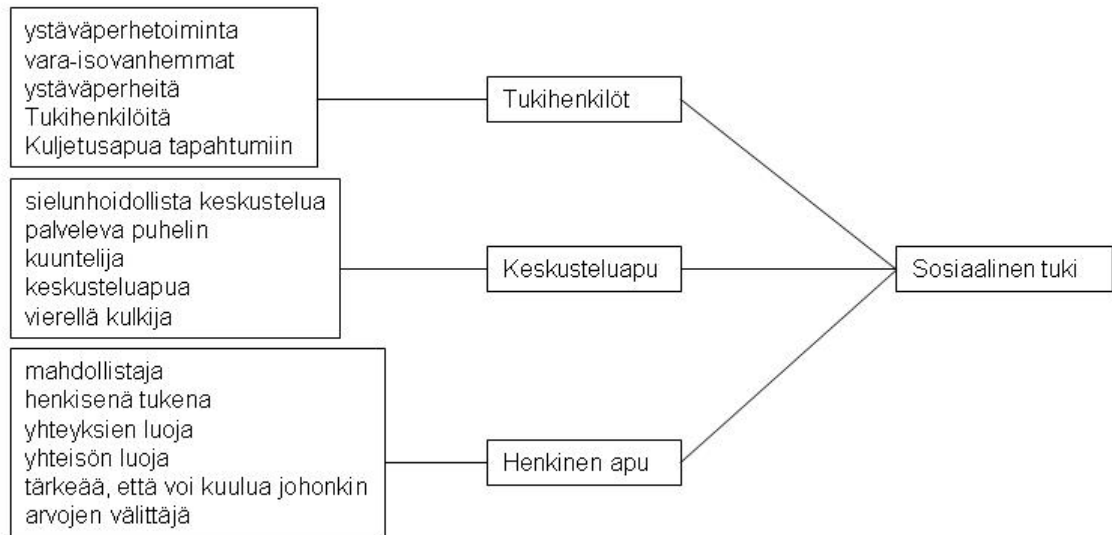 ystäväperhetoiminta
vara-isovanhemmat
ystäväperheitä
Tukihenkilöitä
Kuljetusapua tapahtumiin
Tukihenkilöt
sielunhoidollista keskustelua
palveleva puhelin
kuuntelija
keskusteluapua
vierellä kulkija
Keskusteluapu
Sosiaalinen tuki
mahdollistaja
henkisenä tukena
yhteyksien luoja
yhteisön luoja
tärkeää, että voi kuulua johonkin
arvojen välittäjä
Henkinen apu